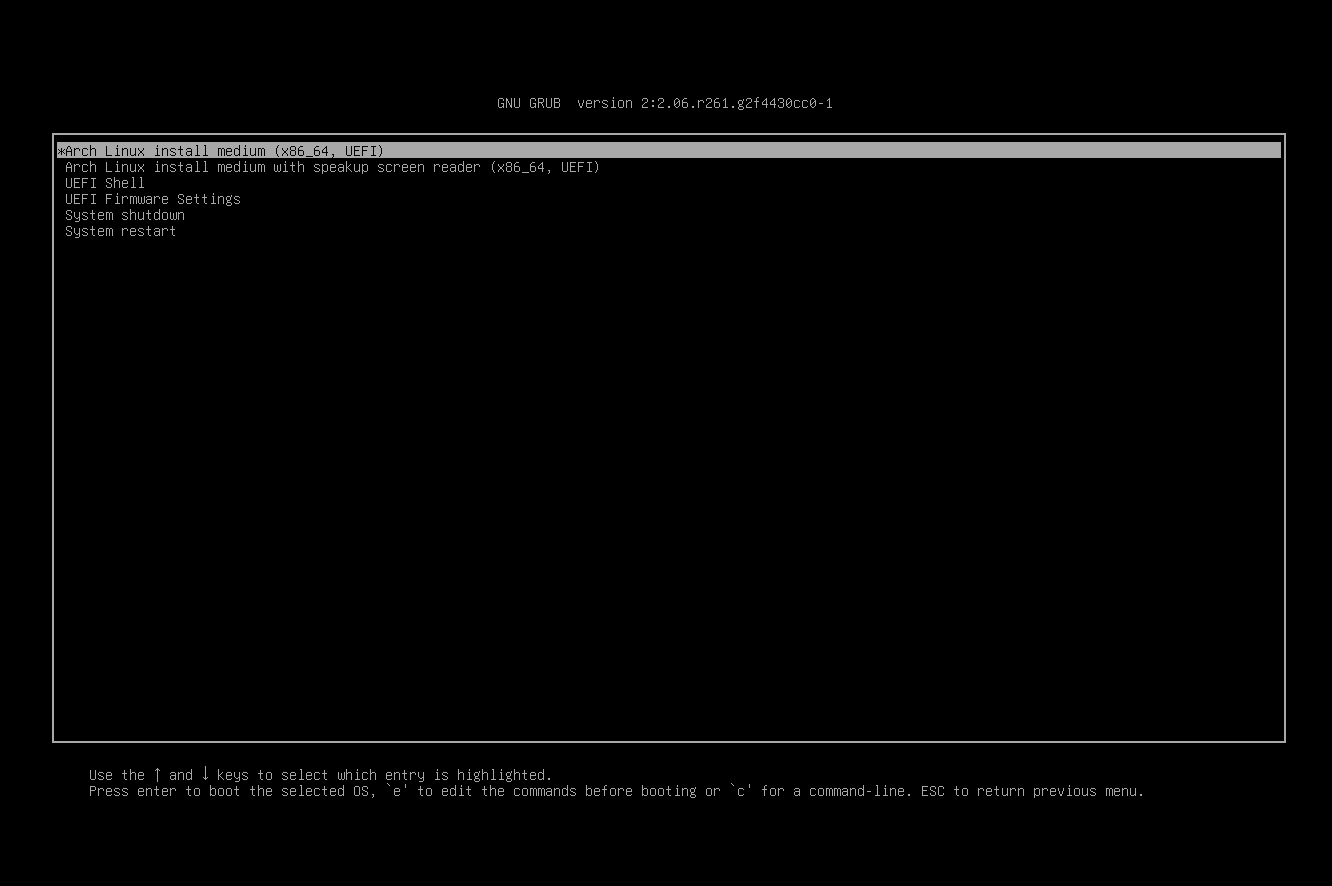 GNU GRUB  version 2:2.06.r261.g2f4430cc0-1
*Arch Linux install medium (x86_64, UEFI)
Arch Linux install medium with speakup screen reader (x86_64, UEFI)
UEFI Shell
UEFI Firmware Settings
System shutdown
System restart
Use the ↑ and ↓ keys to select which entry is highlighted.
Press enter to boot the selected OS, `e' to edit the commands before booting or `c' for a command-line. ESC to return previous menu.